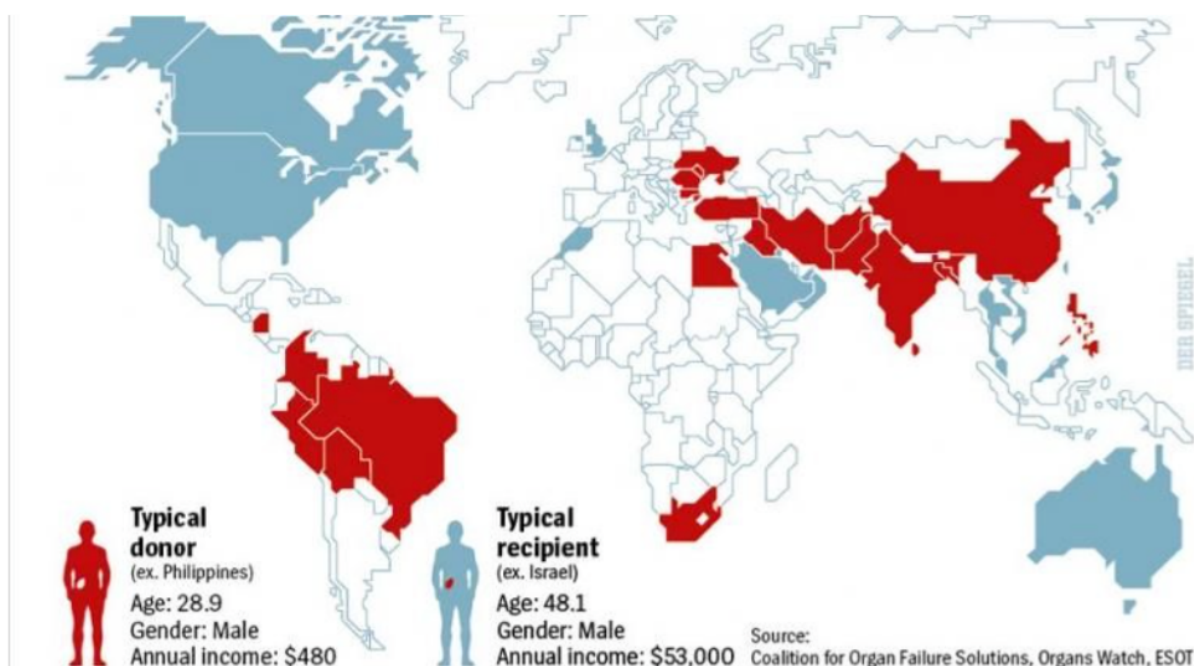 DER SPIEGEL
Typical
donor
(ex. Philippines)
Age: 28.9
Gender: Male
Annual income: $480
Typical
recipient
(ex. Israel)
Age: 48.1
Gender: Male
Annual income: $53,000
Source:
Coalition for Organ Failure Solutions, Organs Watch, ESOT